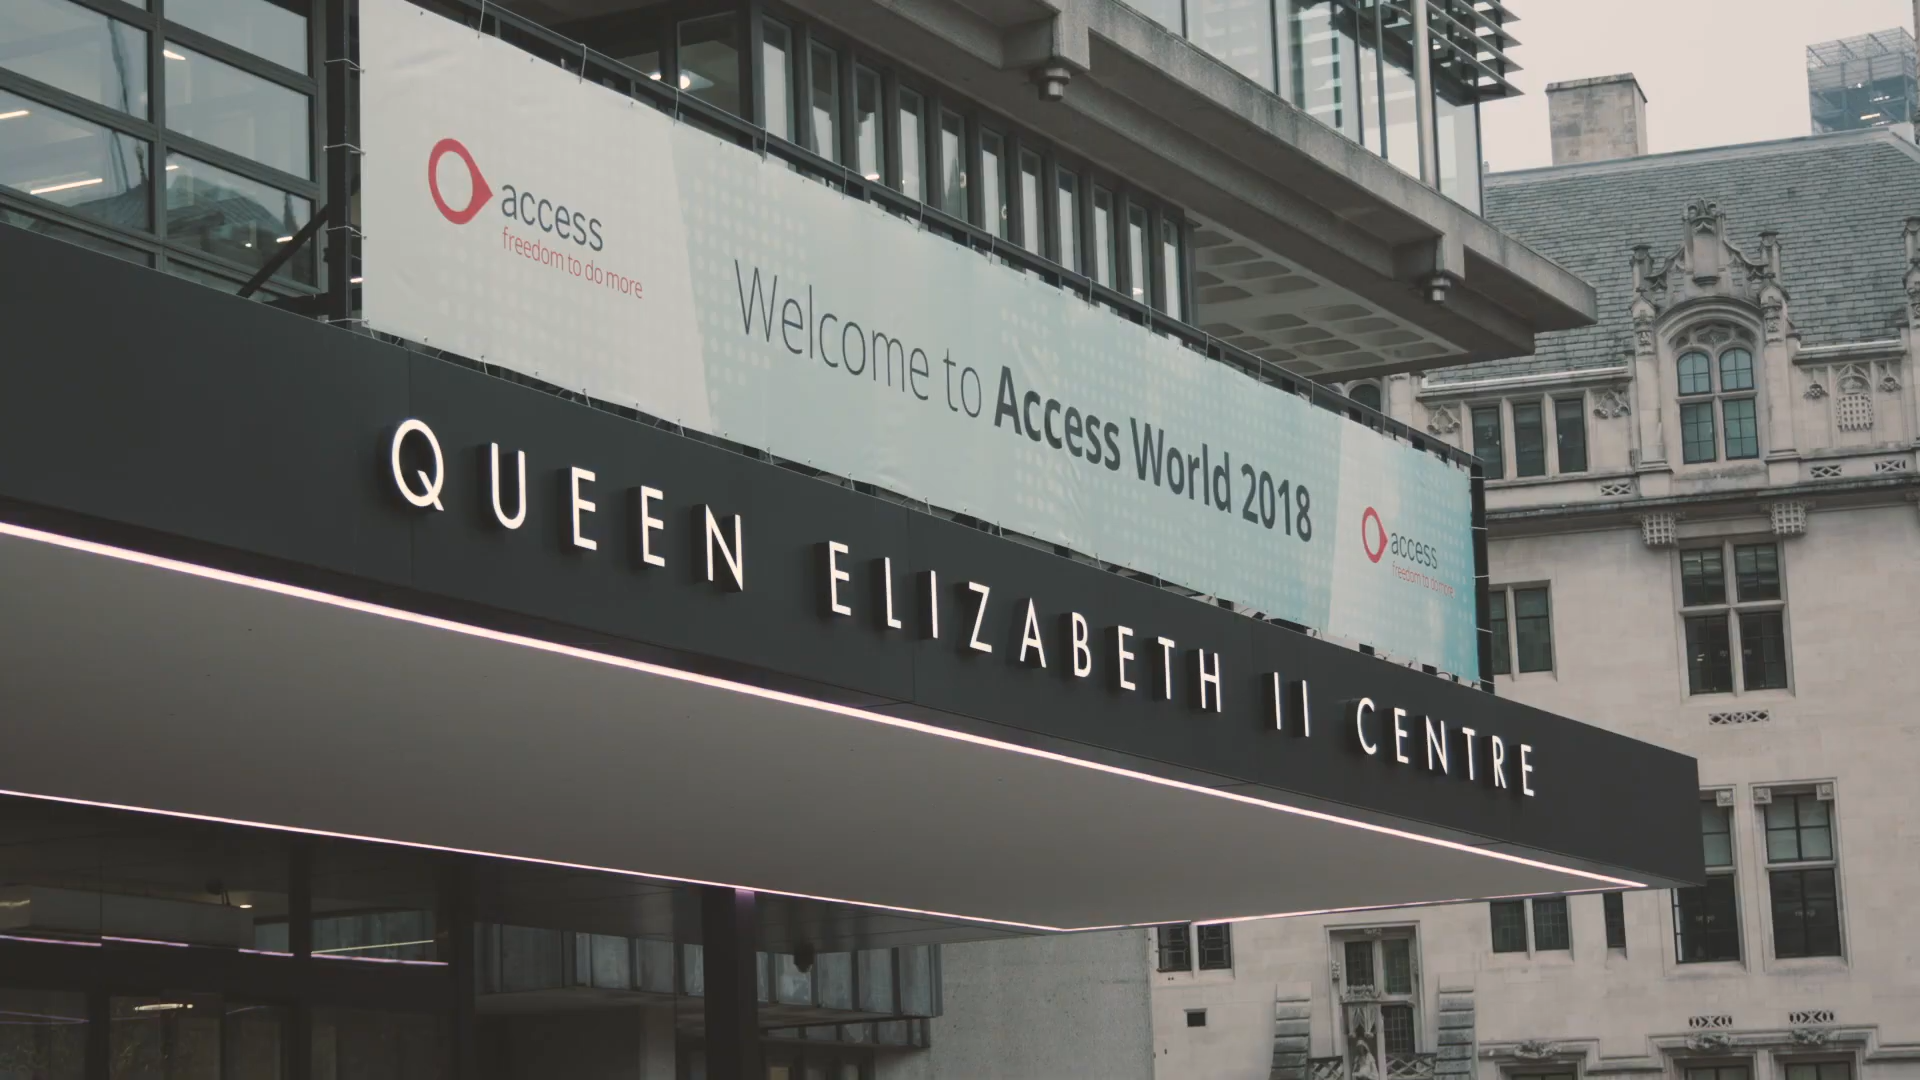 access
freedom to do more
Welcome to Access World 2018
access
freedom to do more
QUEEN ELIZABETH II CENTRE